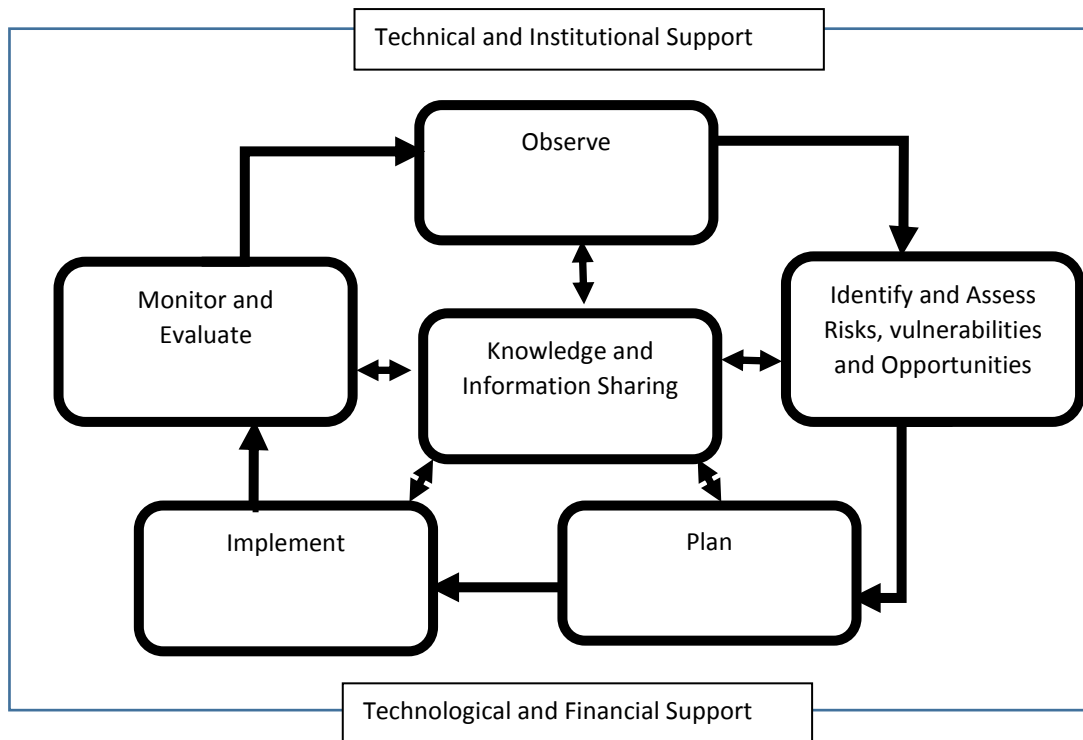 Technical and Institutional Support
Observe
Monitor and
Evaluate
Identify and Assess
Risks, vulnerabilities
and Opportunities
Knowledge and
Information Sharing
Implement
Plan
Technological and Financial Support